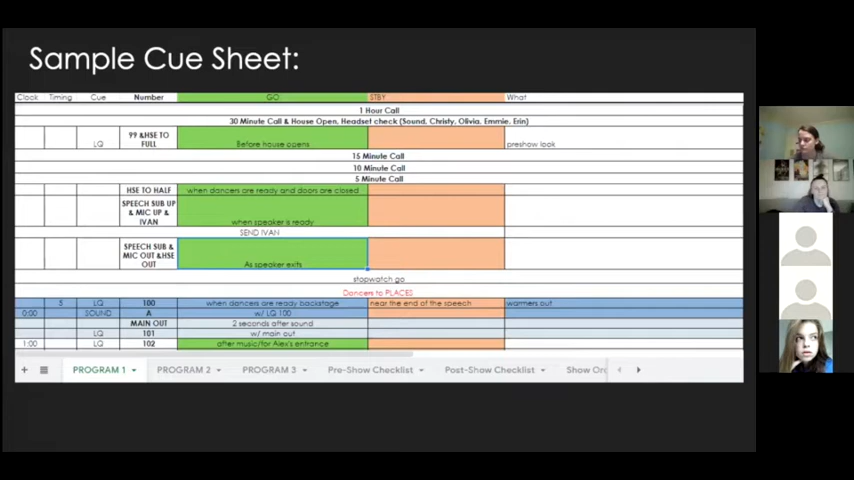 Sample Cue Sheet:
Clock Timing Cue Number GO STBY What
1 Hour Call
30 Minute Call & House Open, Headset check (Sound, Christy, Olivia, Emmie, Erin)
LQ 99 &HSE TO FULL Before house opens preshow look
15 Minute Call
10 Minute Call
5 Minute Call
HSE TO HALF when dancers are ready and doors are closed
SPEECH SUB UP & MIC UP & IVAN when speaker is ready
SEND IVAN
SPEECH SUB & MIC OUT &HSE OUT As speaker exits
stopwatch go
Dancers to PLACES
5 LQ 100 when dancers are ready backstage near the end of the speech warmers out
0:00 SOUND A w/ LQ 100
MAIN OUT 2 seconds after sound
LQ 101 w/ main out
1:00 LQ 102 after music/for Alex's entrance
+ PROGRAM 1 PROGRAM 2 PROGRAM 3 Pre-Show Checklist Post-Show Checklist Show Or